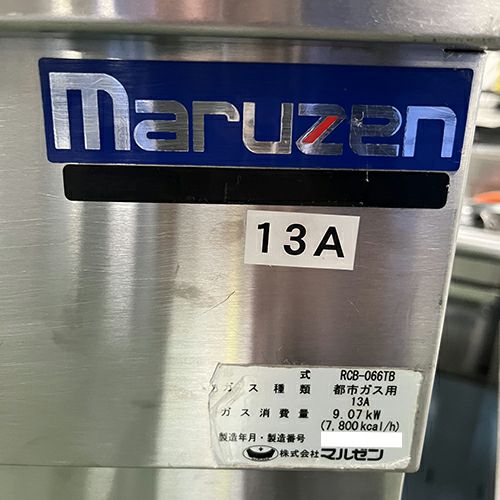 maruzen
13A
式 RCB-066TB
ガス種類 都市ガス用
13A
ガス消費量 9.07kW
(7,800kcal/h)
製造年月・製造番号
株式会社マルゼン